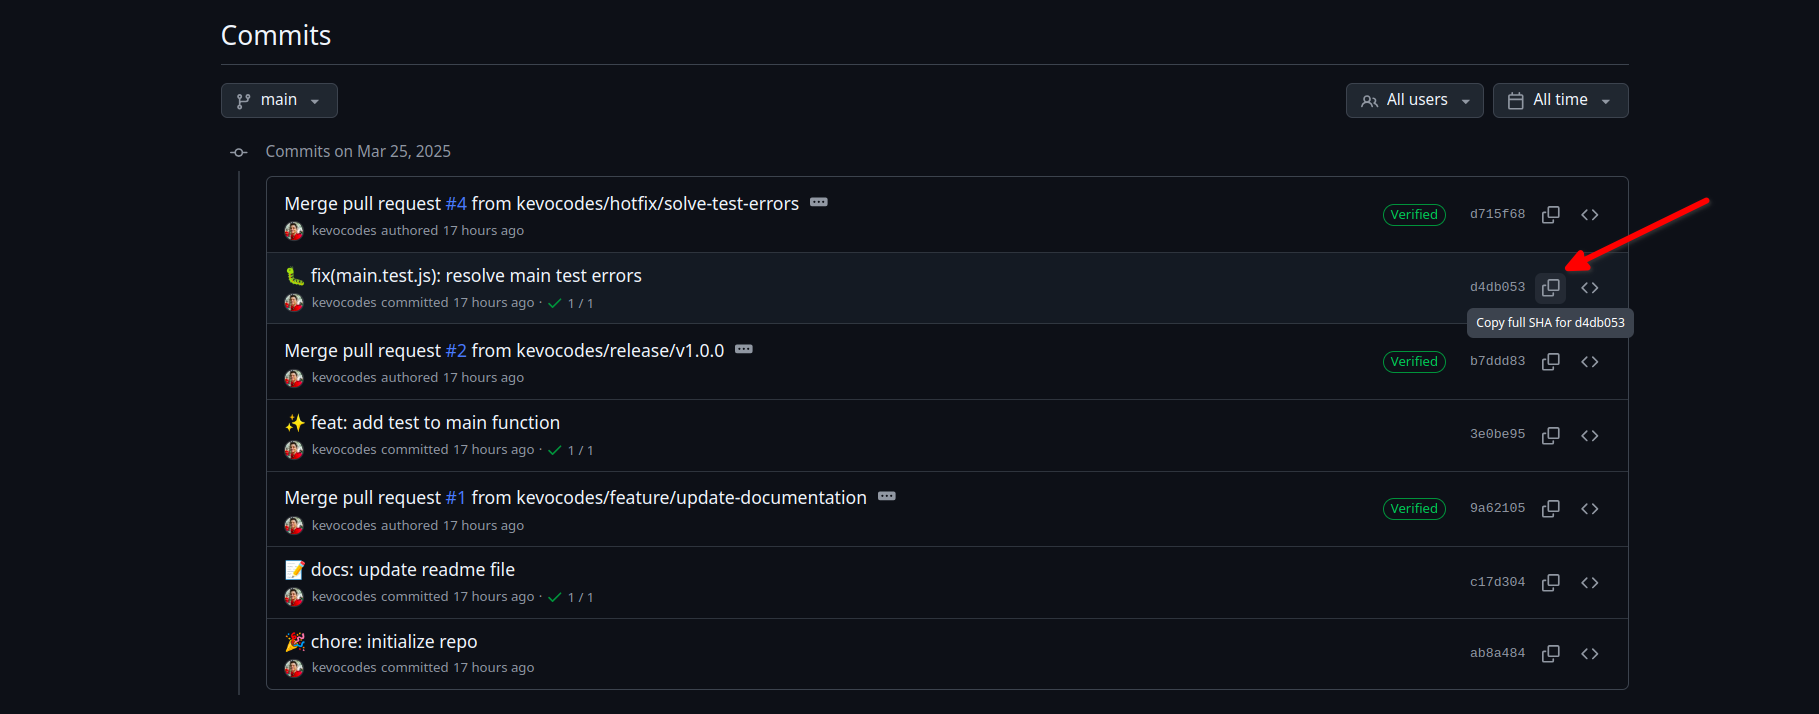 Commits
main
All users
All time
Commits on Mar 25, 2025
Merge pull request #4 from kevocodes/hotfix/solve-test-errors
Verified
d715f68
kevocodes authored 17 hours ago
🐛 fix(main.test.js): resolve main test errors
d4db053
kevocodes committed 17 hours ago · 1 / 1
Copy full SHA for d4db053
Merge pull request #2 from kevocodes/release/v1.0.0
Verified
b7ddd83
kevocodes authored 17 hours ago
✨ feat: add test to main function
3e0be95
kevocodes committed 17 hours ago · 1 / 1
Merge pull request #1 from kevocodes/feature/update-documentation
Verified
9a62105
kevocodes authored 17 hours ago
📝 docs: update readme file
c17d304
kevocodes committed 17 hours ago · 1 / 1
🎉 chore: initialize repo
ab8a484
kevocodes committed 17 hours ago